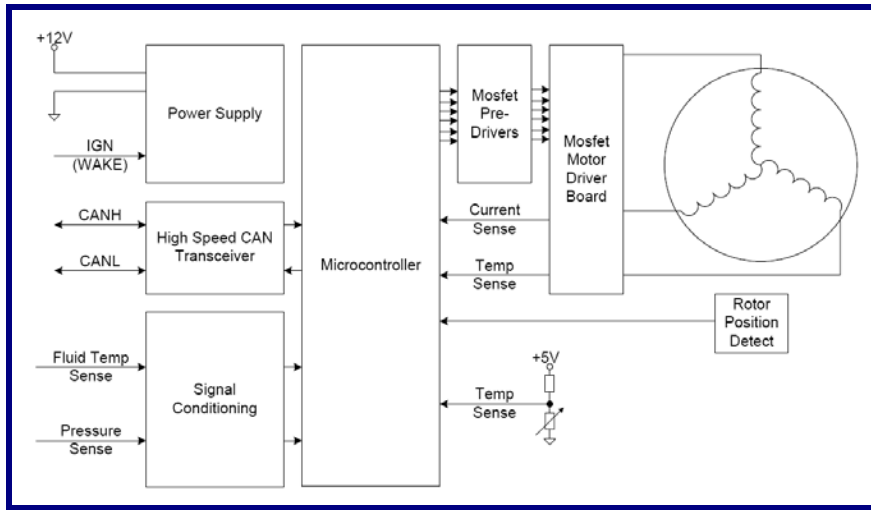 +12V
Power Supply
IGN
(WAKE)
CANH
CANL
High Speed CAN
Transceiver
Fluid Temp
Sense
Pressure
Sense
Signal
Conditioning
Microcontroller
Mosfet
Pre-
Drivers
Mosfet
Motor
Driver
Board
Current
Sense
Temp
Sense
Rotor
Position
Detect
+5V
Temp
Sense